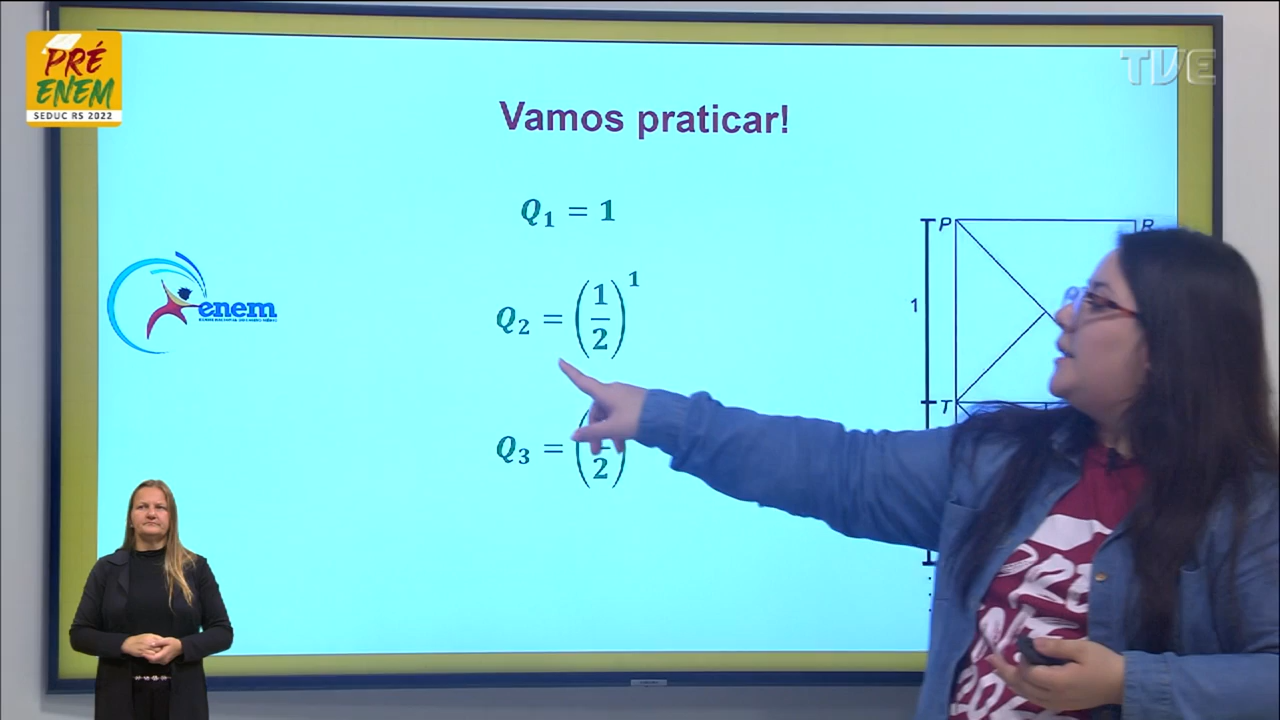 PRÉ
ENEM
SEDUC RS 2022
TVE
Vamos praticar!
Q₁ = 1
Q₂ = (1/2)¹
enem
Q₃ = ( /2)
P
R
1
T